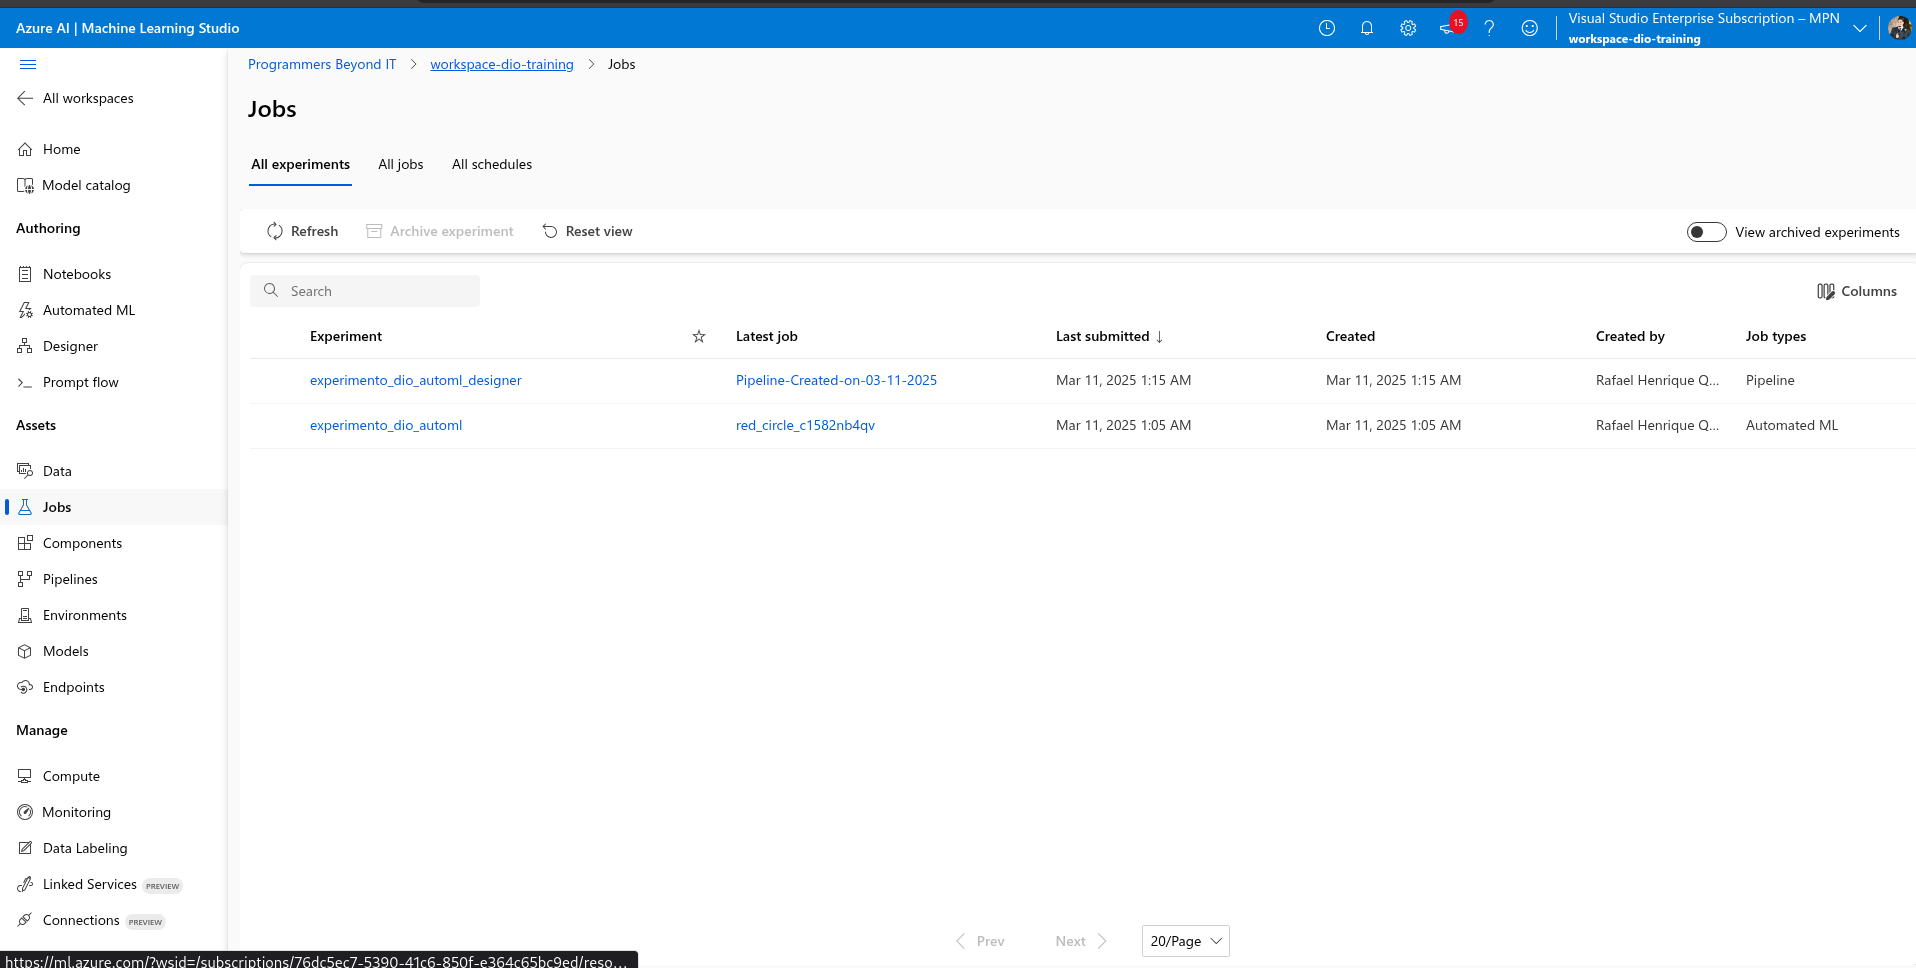 Azure AI | Machine Learning Studio
15
Visual Studio Enterprise Subscription – MPN
workspace-dio-training
Programmers Beyond IT > workspace-dio-training > Jobs
All workspaces
Home
Model catalog
Authoring
Notebooks
Automated ML
Designer
Prompt flow
Assets
Data
Jobs
Components
Pipelines
Environments
Models
Endpoints
Manage
Compute
Monitoring
Data Labeling
Linked Services PREVIEW
Connections PREVIEW
Jobs
All experiments All jobs All schedules
Refresh Archive experiment Reset view View archived experiments
Search Columns
Experiment Latest job Last submitted ↓ Created Created by Job types
experimento_dio_automl_designer Pipeline-Created-on-03-11-2025 Mar 11, 2025 1:15 AM Mar 11, 2025 1:15 AM Rafael Henrique Q... Pipeline
experimento_dio_automl red_circle_c1582nb4qv Mar 11, 2025 1:05 AM Mar 11, 2025 1:05 AM Rafael Henrique Q... Automated ML
Prev Next 20/Page
https://ml.azure.com/?wsid=/subscriptions/76dc5ec7-5390-41c6-850f-e364c65bc9ed/reso...